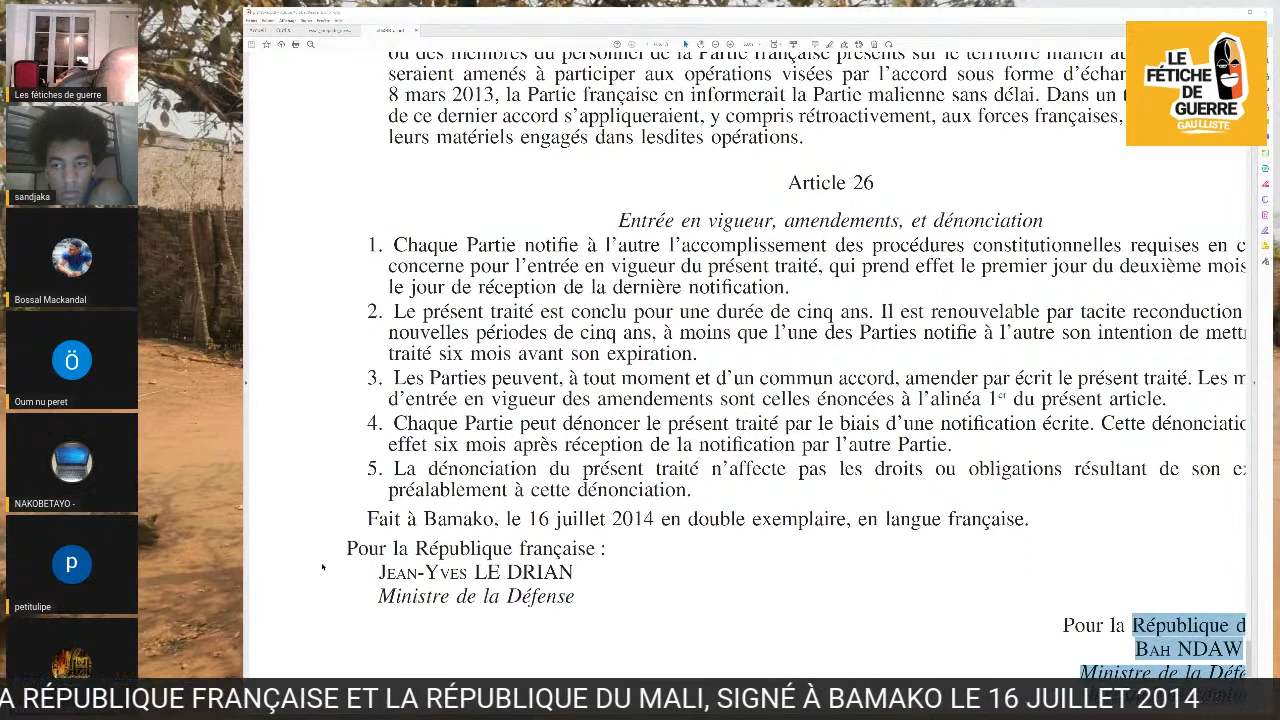 Les fétiches de guerre
sandjaka
Bossal Mackandal
Ö
Oum nu peret
NAKOBETAYO -
p
petitulipe
Accueil Outils
LE
FÉTICHE
DE GUERRE
GAULLISTE
ou des membres du personnel de la Partie française présents sur le territoire malien au
seraient amenés à participer aux opérations visées par l’accord sous forme d’échan
8 mars 2013, la Partie française en informerait la Partie malienne sans délai. Dans un t
de ce dernier accord s’appliqueraient, y compris rétroactivement, aux forces françaises,
leurs matériels engagés dans lesdites opérations.
Article 26
Entrée en vigueur, amendements, et dénonciation
1. Chaque Partie notifie à l’autre l’accomplissement des procédures constitutionnelles requises en c
concerne pour l’entrée en vigueur du présent traité, qui prend effet le premier jour du deuxième mois
le jour de réception de la dernière notification.
2. Le présent traité est conclu pour une durée de cinq ans. Il est renouvelable par tacite reconduction
nouvelles périodes de cinq ans, à moins que l’une des Parties notifie à l’autre son intention de mett
traité six mois avant son expiration.
3. Les Parties peuvent, à tout moment et d’un commun accord, amender par écrit le présent traité. Les m
d’entrée en vigueur des amendements sont celles énoncées à l’alinéa 1er du présent article.
4. Chaque Partie peut dénoncer le présent traité par le biais d’une notification écrite. Cette dénonciatio
effet six mois après réception de la notification par l’autre Partie.
5. La dénonciation du présent traité n’affecte pas les droits ou obligations résultant de son ex
préalablement à cette dénonciation.
Fait à Bamako, le 16 juillet 2014 en double exemplaire, en langue française.
Pour la République française :
JEAN-YVES LE DRIAN
Ministre de la Défense
Pour la République d
BAH NDAW
Ministre de la Défe
A RÉPUBLIQUE FRANÇAISE ET LA RÉPUBLIQUE DU MALI, SIGNÉ À BAMAKO LE 16 JUILLET 2014